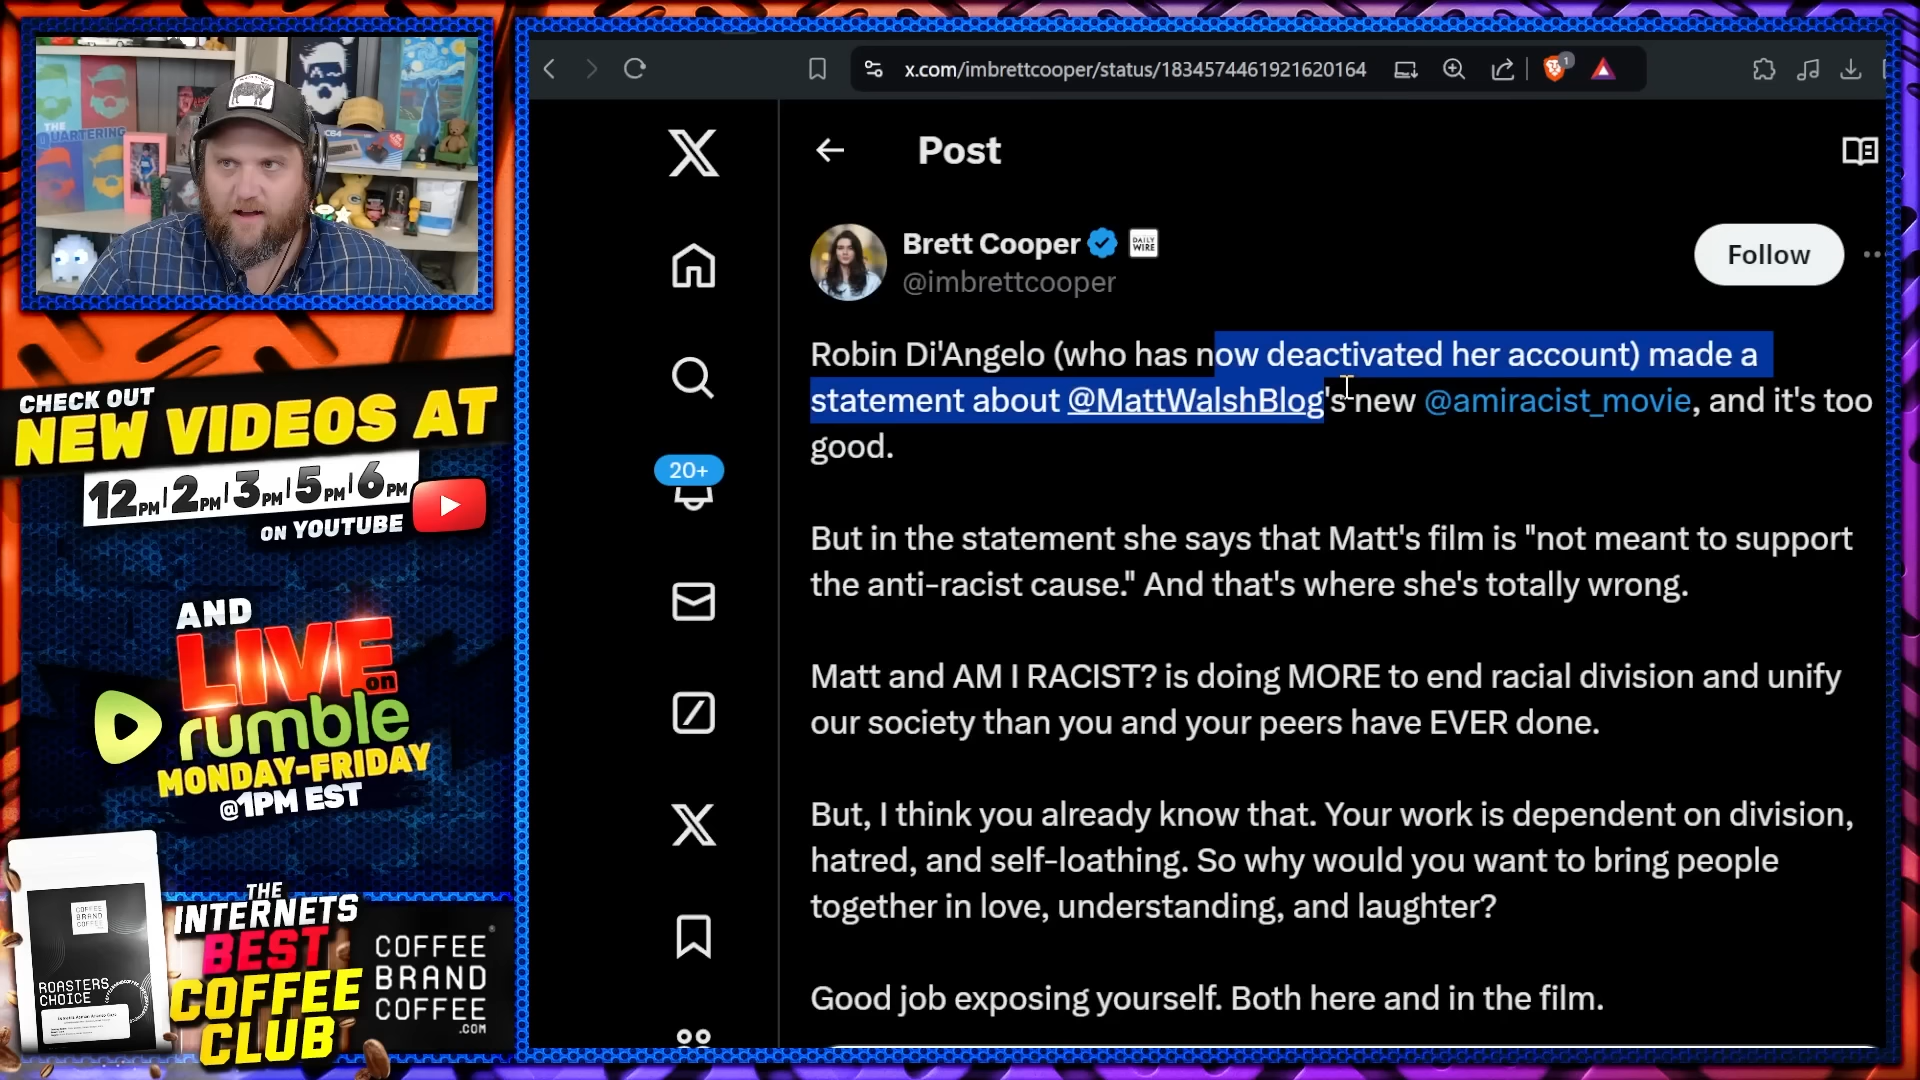 THE
QUARTERING
C64
CHECK OUT
NEW VIDEOS AT
12PM | 2PM | 3PM | 5PM | 6PM
ON YOUTUBE
AND
LIVE on
rumble
MONDAY-FRIDAY
@1PM EST
COFFEE
BRAND
COFFEE
ROASTERS
CHOICE
THE
INTERNETS
BEST
COFFEE
CLUB
COFFEE
BRAND
COFFEE
.COM
x.com/imbrettcooper/status/1834574461921620164
1
Post
20+
Brett Cooper DAILY WIRE
@imbrettcooper
Follow
Robin Di'Angelo (who has now deactivated her account) made a
statement about @MattWalshBlog's new @amiracist_movie, and it's too
good.
But in the statement she says that Matt's film is "not meant to support
the anti-racist cause." And that's where she's totally wrong.
Matt and AM I RACIST? is doing MORE to end racial division and unify
our society than you and your peers have EVER done.
But, I think you already know that. Your work is dependent on division,
hatred, and self-loathing. So why would you want to bring people
together in love, understanding, and laughter?
Good job exposing yourself. Both here and in the film.